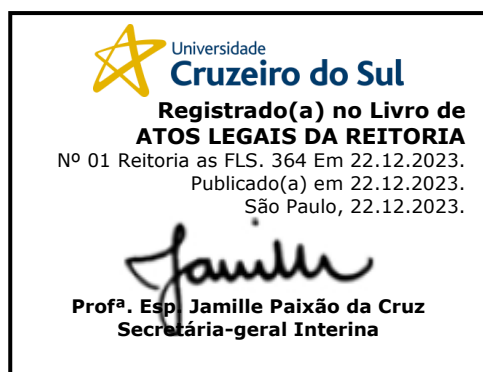 Universidade
Cruzeiro do Sul
Registrado(a) no Livro de
ATOS LEGAIS DA REITORIA
Nº 01 Reitoria as FLS. 364 Em 22.12.2023.
Publicado(a) em 22.12.2023.
São Paulo, 22.12.2023.
Jamille
Profª. Esp. Jamille Paixão da Cruz
Secretária-geral Interina